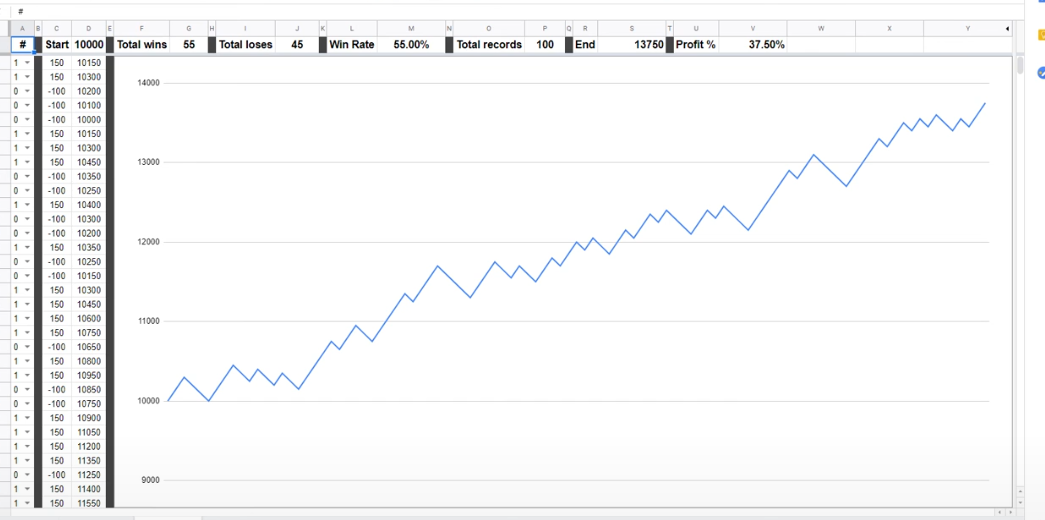 #
A B C D E F G H I J K L M N O P Q R S T U V W X Y
# Start 10000 Total wins 55 Total loses 45 Win Rate 55.00% Total records 100 End 13750 Profit % 37.50%
1 150 10150
1 150 10300
0 -100 10200
0 -100 10100
0 -100 10000
1 150 10150
1 150 10300
1 150 10450
0 -100 10350
0 -100 10250
1 150 10400
0 -100 10300
0 -100 10200
1 150 10350
0 -100 10250
0 -100 10150
1 150 10300
1 150 10450
1 150 10600
1 150 10750
0 -100 10650
1 150 10800
1 150 10950
0 -100 10850
0 -100 10750
1 150 10900
1 150 11050
1 150 11200
1 150 11350
0 -100 11250
1 150 11400
1 150 11550
14000
13000
12000
11000
10000
9000